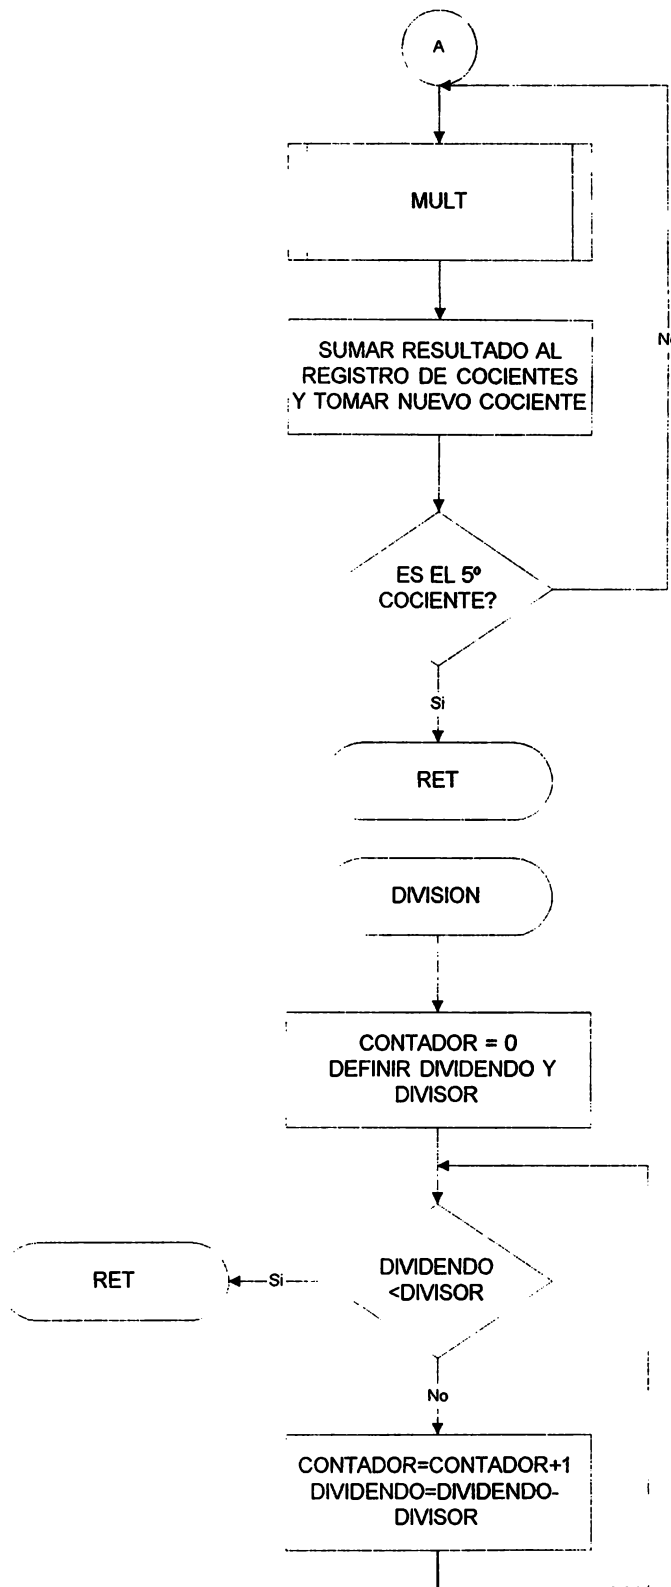 A
MULT
SUMAR RESULTADO AL
REGISTRO DE COCIENTES
Y TOMAR NUEVO COCIENTE
ES EL 5º
COCIENTE?
Si
RET
DIVISION
CONTADOR = 0
DEFINIR DIVIDENDO Y
DIVISOR
DIVIDENDO
<DIVISOR
Si
RET
No
CONTADOR=CONTADOR+1
DIVIDENDO=DIVIDENDO-
DIVISOR